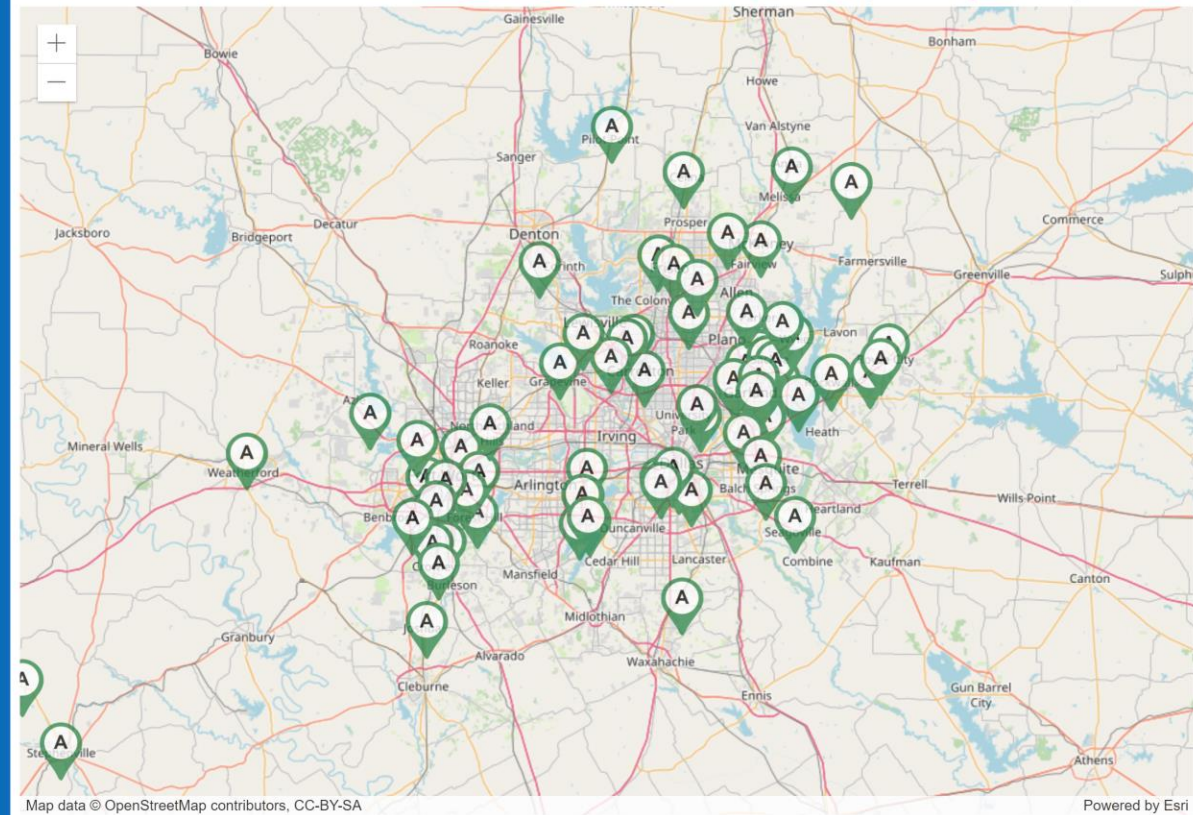 Gainesville
Sherman
Bowie
Bonham
Howe
A
Van Alstyne
Sanger
A
A
A
Melissa
Decatur
Prosper
Commerce
Jacksboro
Bridgeport
Denton
A
A
Fairview
Farmersville
Greenville
A
A
A
The Colony
Allen
A
A
A
A
Lavon
Roanoke
A
A
A
Plano
Keller
Grapevine
A
A
A
A
A
A
A
A
A
A
A
A
Irving
Park
Heath
Mineral Wells
A
A
A
A
A
Weatherford
A
A
A
A
A
Arlington
A
A
A
A
Terrell
Wills Point
A
A
A
A
A
A
Duncanville
Seagoville
Heartland
A
Cedar Hill
Lancaster
Combine
Kaufman
Canton
Mansfield
A
Burleson
A
Midlothian
A
Granbury
Alvarado
Waxahachie
Cleburne
Ennis
Gun Barrel
City
A
A
Athens
Map data © OpenStreetMap contributors, CC-BY-SA
Powered by Esri